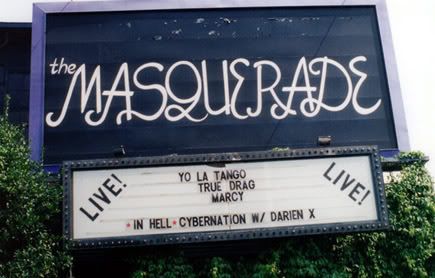 the MASQUERADE
LIVE!
YO LA TANGO
TRUE DRAG
MARCY
LIVE!
★ IN HELL ★ CYBERNATION W/ DARIEN X